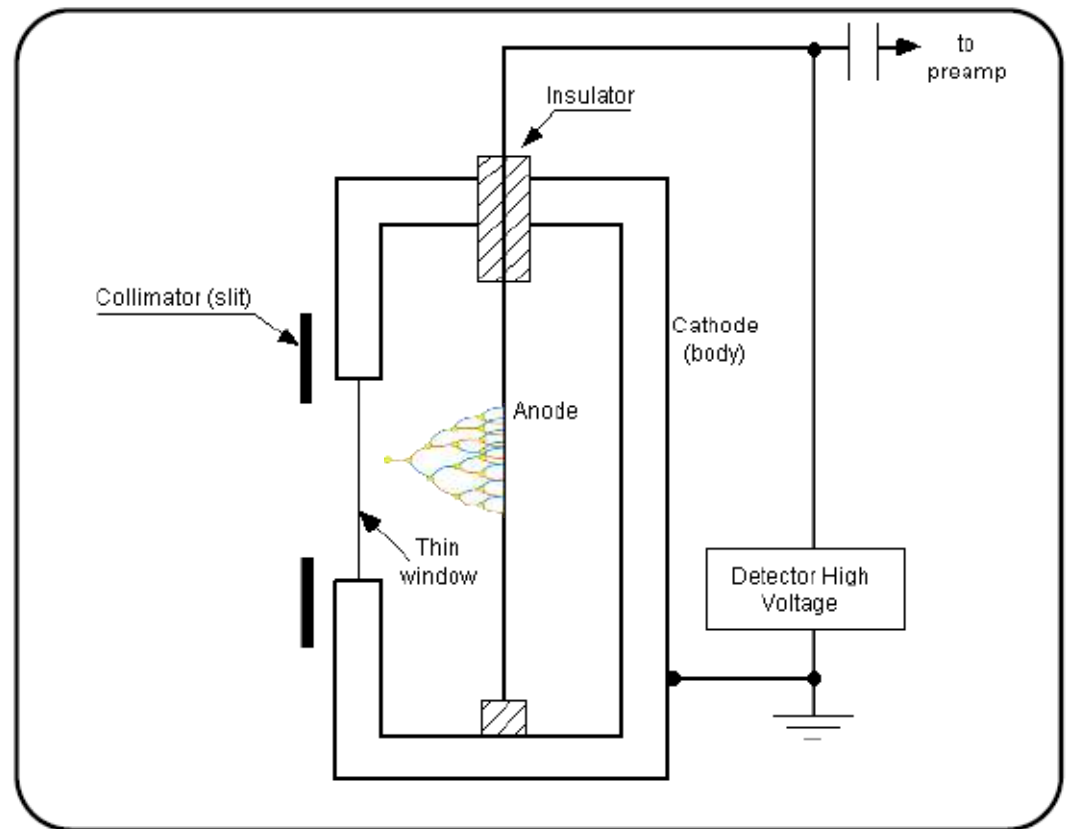 to
preamp
Insulator
Collimator (slit)
Cathode
(body)
Anode
Thin
window
Detector High
Voltage